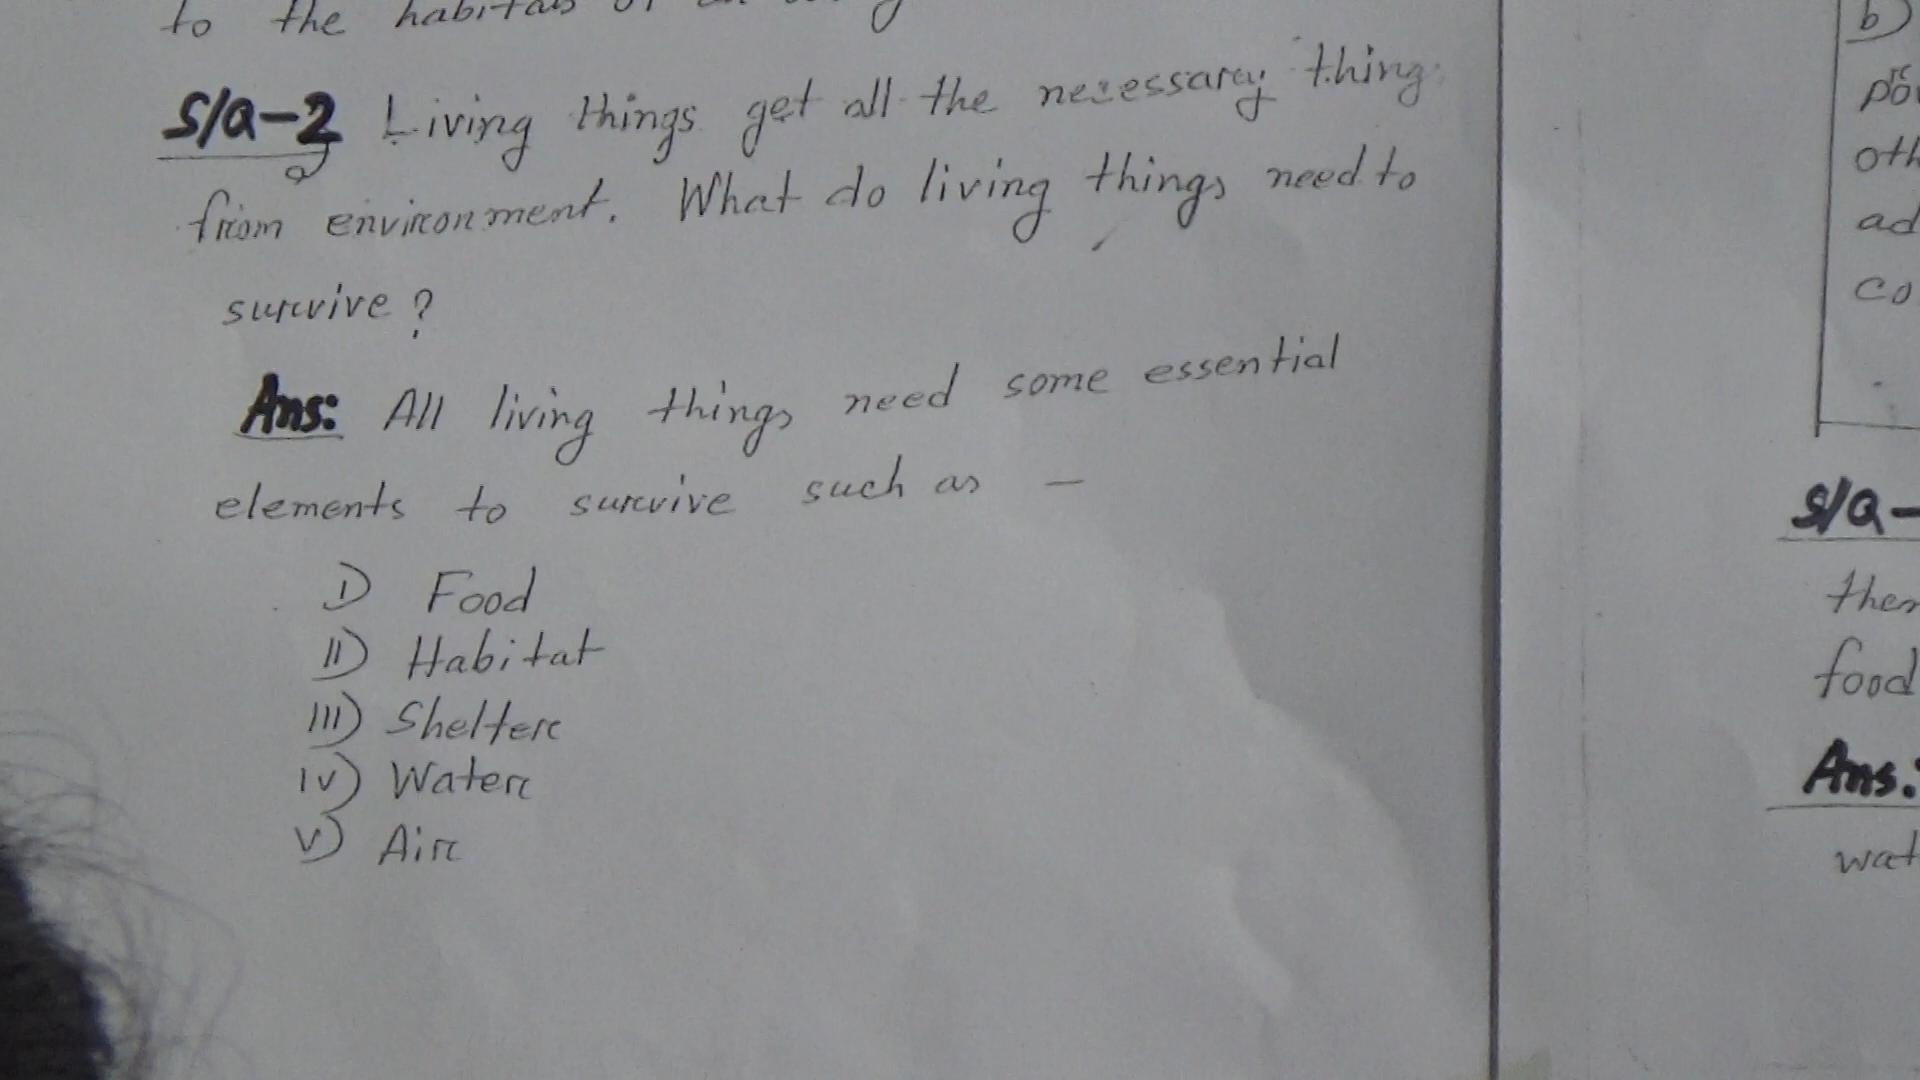 to the habitats of
S/Q-2 Living things get all the necessary thing
from environment. What do living things need to
survive?
Ans: All living things need some essential
elements to survive such as —
I) Food
II) Habitat
III) Shelter
IV) Water
V) Air
b)
oth
ad
co
S/Q-
then
food
Ans:
wat